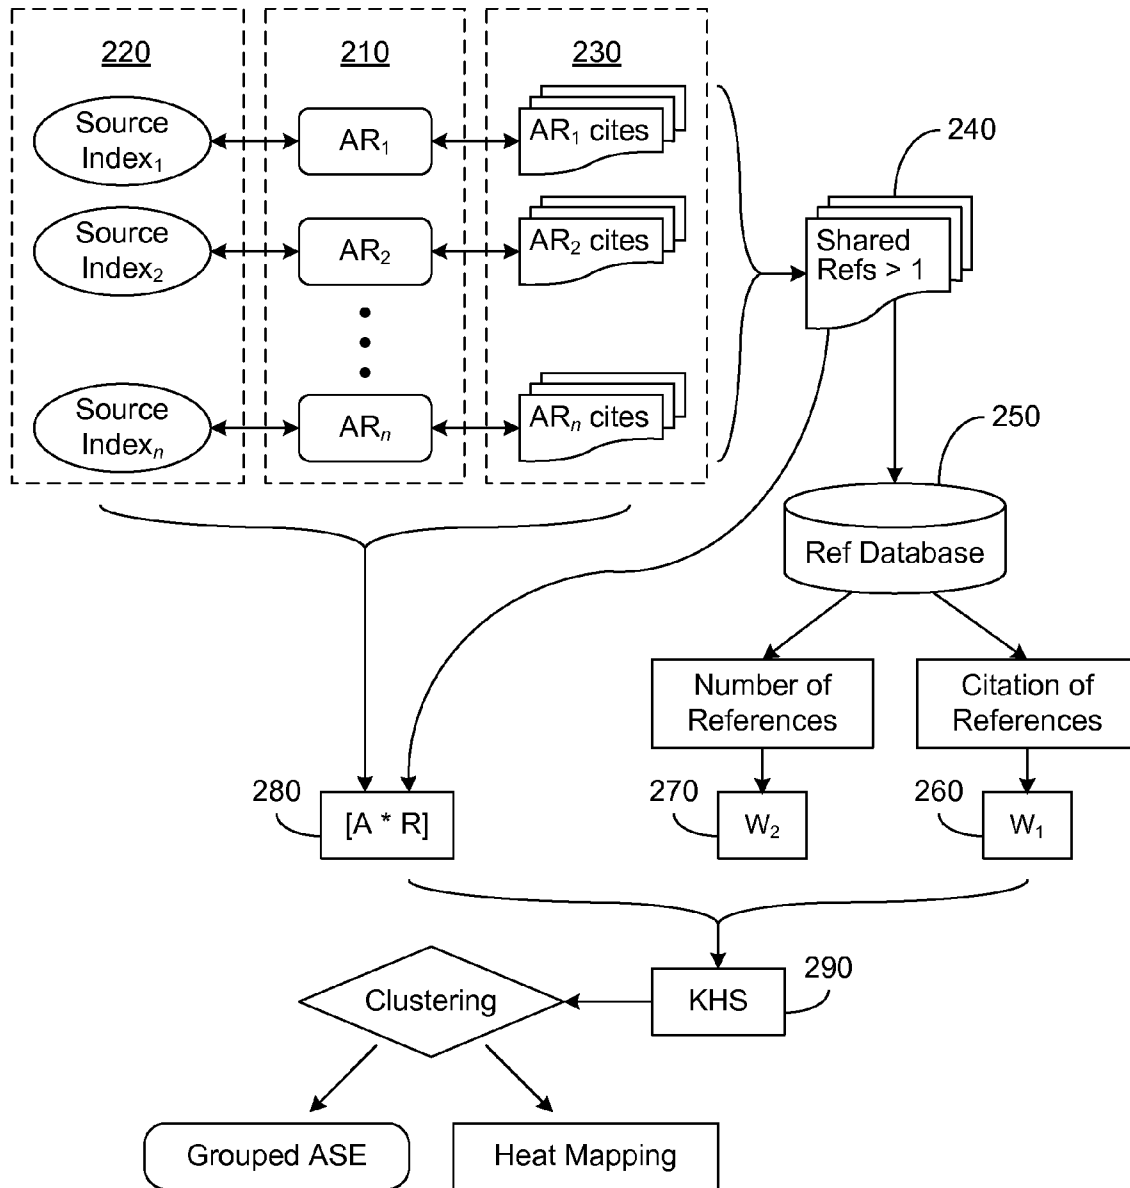 220
210
230
Source
Index₁
AR₁
AR₁ cites
240
Source
Index₂
AR₂
AR₂ cites
Shared
Refs > 1
Source
Indexₙ
ARₙ
ARₙ cites
250
Ref Database
Number of
References
Citation of
References
280
[A * R]
270
W₂
260
W₁
Clustering
KHS
290
Grouped ASE
Heat Mapping